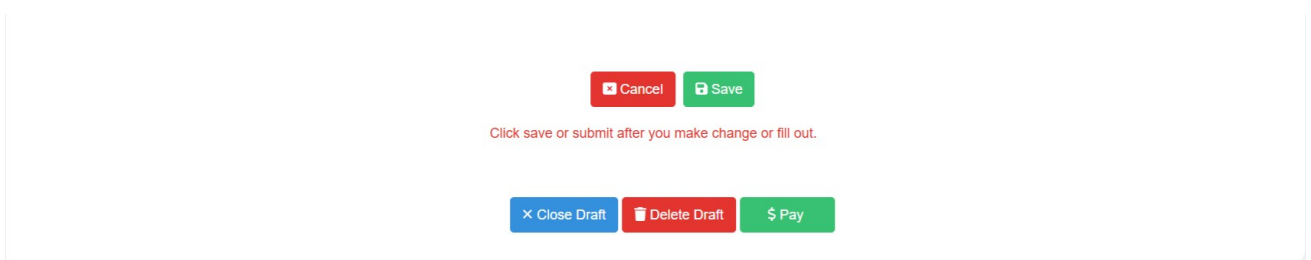 Cancel Save
Click save or submit after you make change or fill out.
Close Draft Delete Draft $ Pay